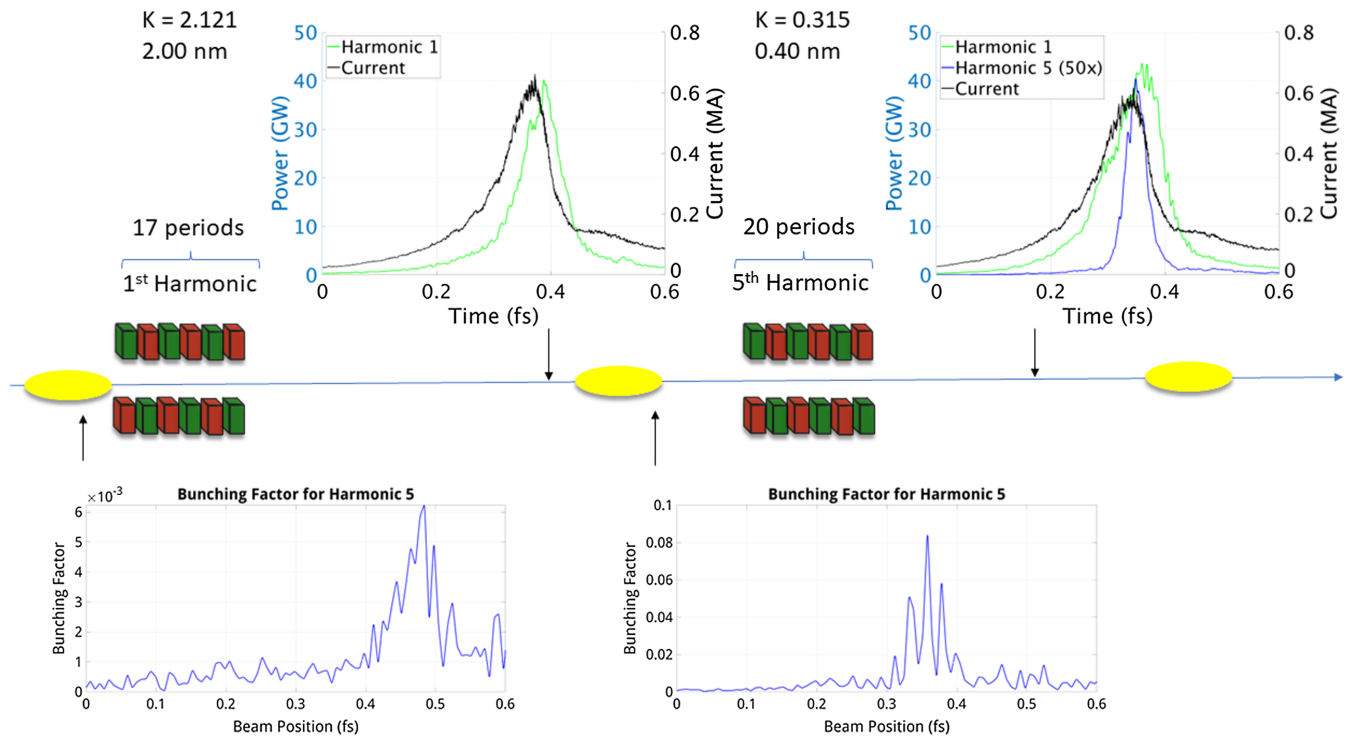 K = 2.121
2.00 nm
17 periods
1st Harmonic
50
40
30
20
10
0
Power (GW)
Harmonic 1
Current
0.8
0.6
0.4
0.2
0
Current (MA)
0
0.2
0.4
0.6
Time (fs)
K = 0.315
0.40 nm
20 periods
5th Harmonic
50
40
30
20
10
0
Power (GW)
Harmonic 1
Harmonic 5 (50x)
Current
0.8
0.6
0.4
0.2
0
Current (MA)
0
0.2
0.4
0.6
Time (fs)
×10-3
Bunching Factor for Harmonic 5
6
5
4
3
2
1
0
Bunching Factor
0
0.1
0.2
0.3
0.4
0.5
0.6
Beam Position (fs)
Bunching Factor for Harmonic 5
0.1
0.08
0.06
0.04
0.02
0
Bunching Factor
0
0.1
0.2
0.3
0.4
0.5
0.6
Beam Position (fs)